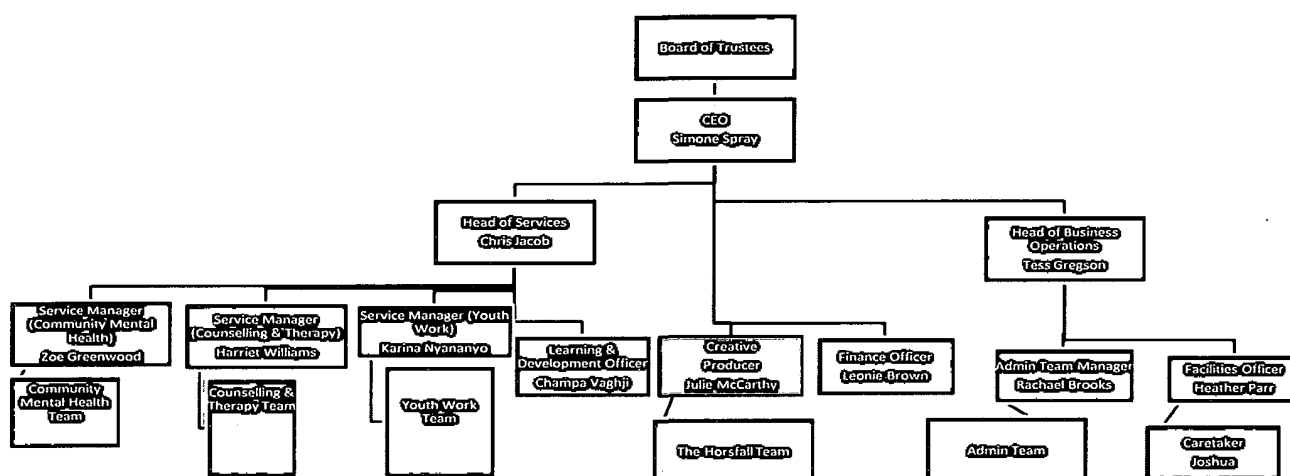 Board of Trustees
CEO
Simone Spray
Head of Services
Chris Jacob
Head of Business
Operations
Tess Gregson
Service Manager
(Community Mental
Health)
Zoe Greenwood
Service Manager
(Counselling & Therapy)
Harriet Williams
Service Manager (Youth
Work)
Karina Nyananyo
Learning &
Development Officer
Champa Vaghji
Creative
Producer
Julie McCarthy
Finance Officer
Leonie Brown
Admin Team Manager
Rachael Brooks
Facilities Officer
Heather Parr
Community
Mental Health
Team
Counselling &
Therapy Team
Youth Work
Team
The Horsfall Team
Admin Team
Caretaker
Joshua